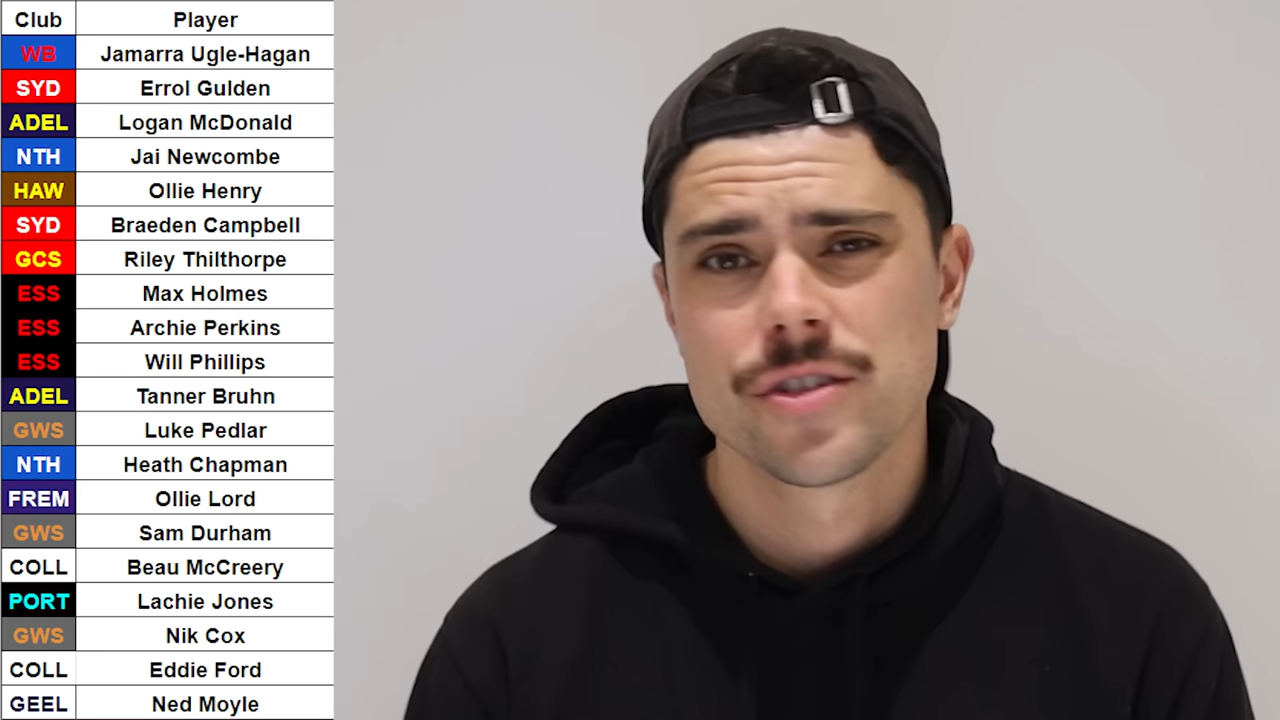 Club Player
WB Jamarra Ugle-Hagan
SYD Errol Gulden
ADEL Logan McDonald
NTH Jai Newcombe
HAW Ollie Henry
SYD Braeden Campbell
GCS Riley Thilthorpe
ESS Max Holmes
ESS Archie Perkins
ESS Will Phillips
ADEL Tanner Bruhn
GWS Luke Pedlar
NTH Heath Chapman
FREM Ollie Lord
GWS Sam Durham
COLL Beau McCreery
PORT Lachie Jones
GWS Nik Cox
COLL Eddie Ford
GEEL Ned Moyle